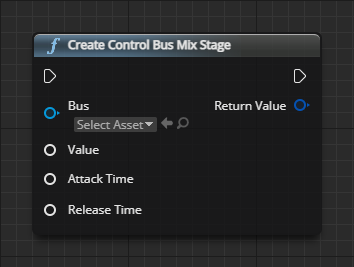 f Create Control Bus Mix Stage
Bus Return Value
Select Asset
Value
Attack Time
Release Time